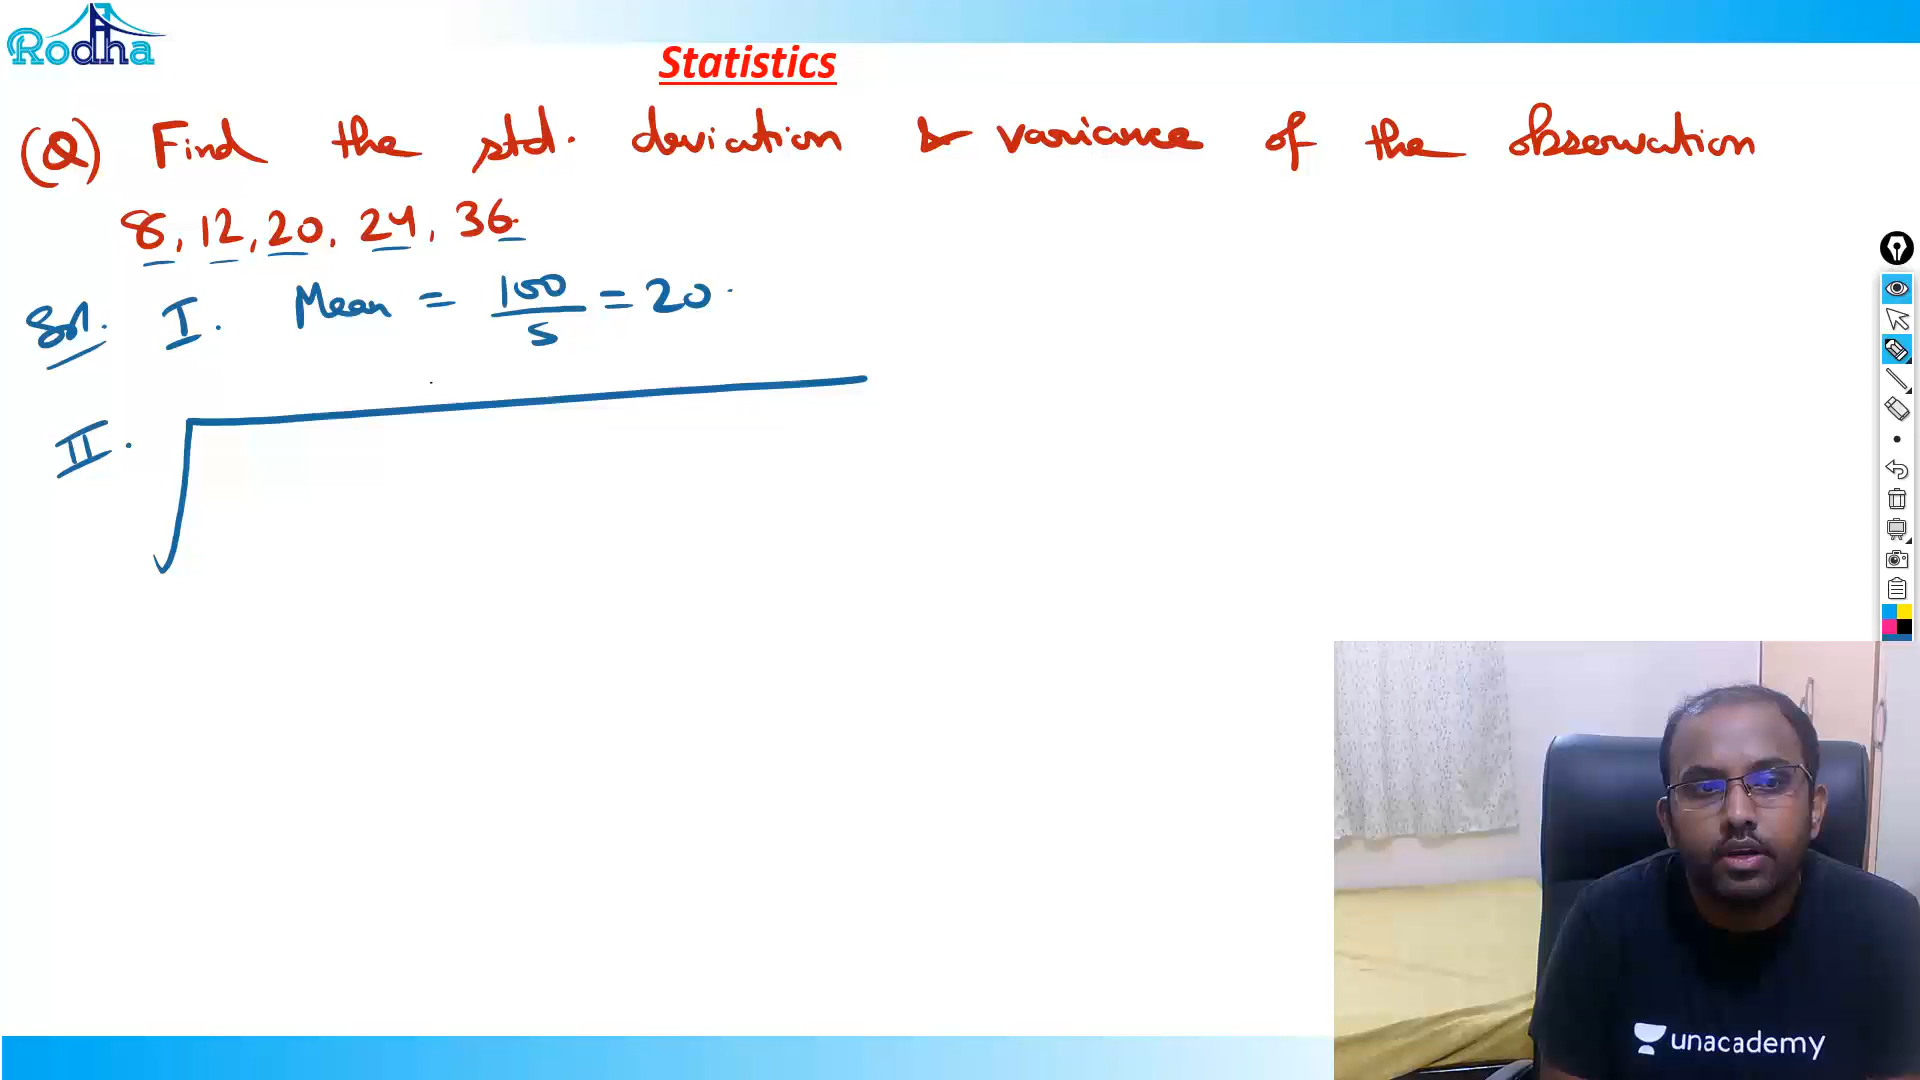 Rodha
Statistics
(Q) Find the std. deviation & variance of the observation
8, 12, 20, 24, 36.
Sol. I. Mean = 100/5 = 20.
II. √
unacademy